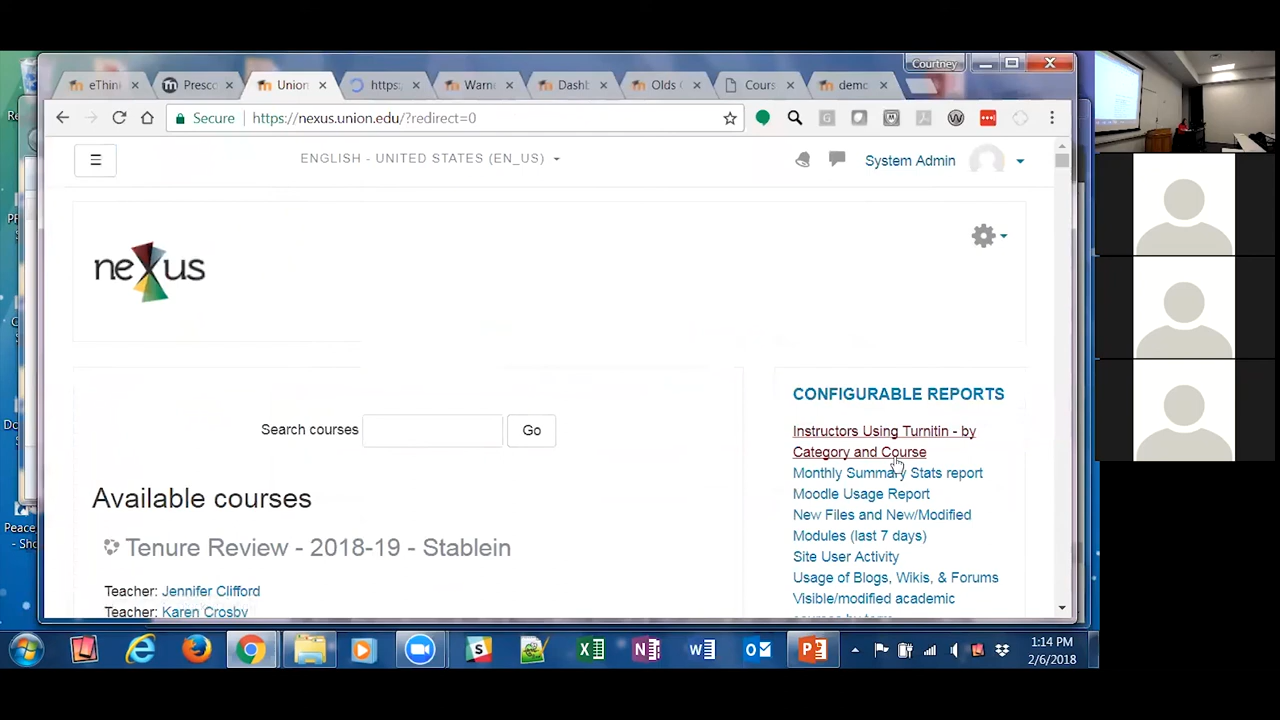 Courtney
eThin
Presco
Union
https:
Warne
Dashb
Olds C
Cours
demo
Secure
https://nexus.union.edu/?redirect=0
ENGLISH - UNITED STATES (EN_US)
System Admin
nexus
CONFIGURABLE REPORTS
Search courses
Go
Instructors Using Turnitin - by
Category and Course
Monthly Summary Stats report
Moodle Usage Report
New Files and New/Modified
Modules (last 7 days)
Site User Activity
Usage of Blogs, Wikis, & Forums
Visible/modified academic
Available courses
Tenure Review - 2018-19 - Stablein
Teacher: Jennifer Clifford
Teacher: Karen Crosby
Peace
- Sho
1:14 PM
2/6/2018